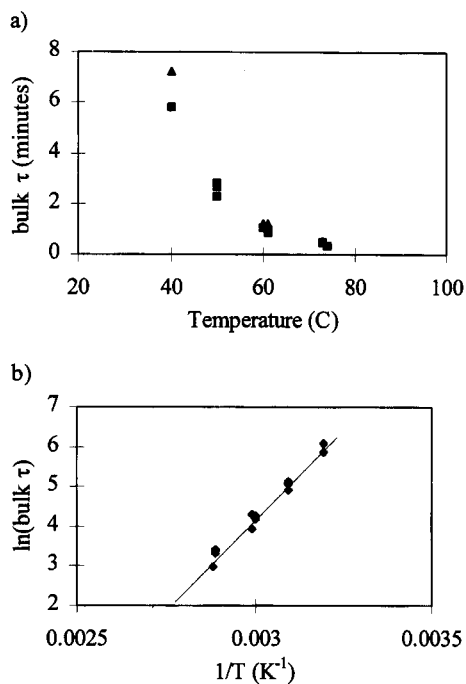 a)
8
6
4
2
0
bulk τ (minutes)
20 40 60 80 100
Temperature (C)
b)
7
6
5
4
3
2
ln(bulk τ)
0.0025 0.003 0.0035
1/T (K⁻¹)